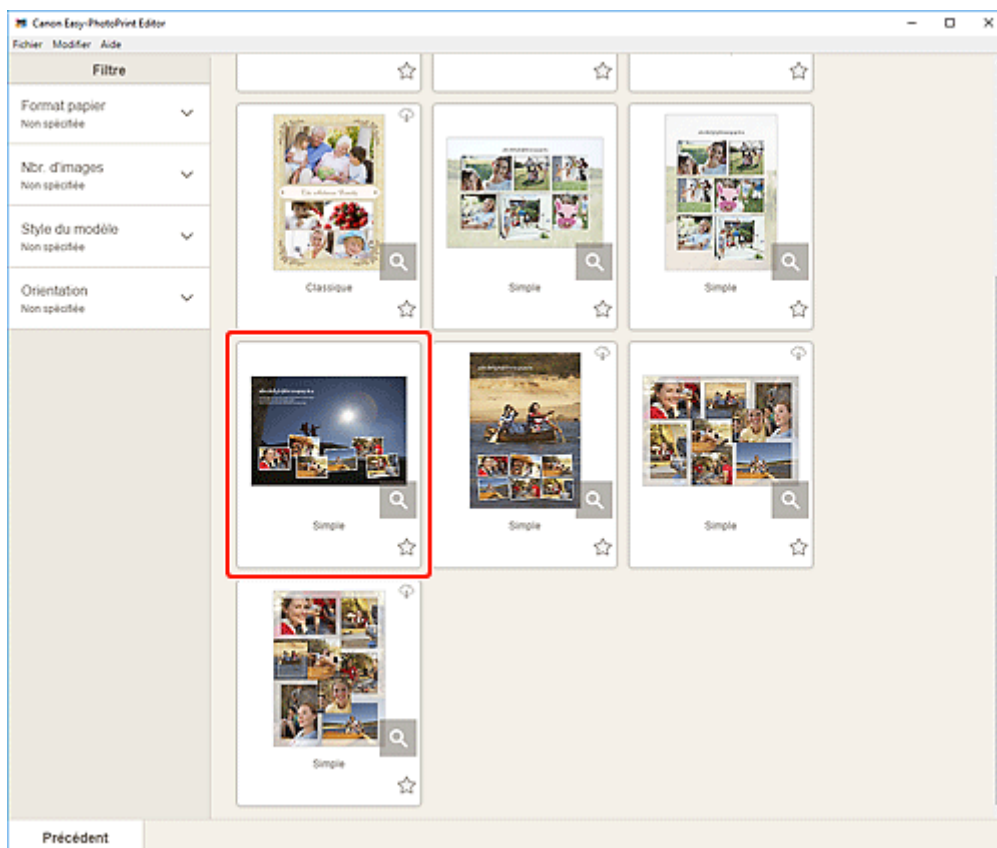 Canon Easy-PhotoPrint Editor
Fichier Modifier Aide
Filtre
Format papier
Non spécifiée
Nbr. d'images
Non spécifiée
Style du modèle
Non spécifiée
Orientation
Non spécifiée
Classique
Simple
Simple
Simple
Simple
Simple
Simple
Précédent